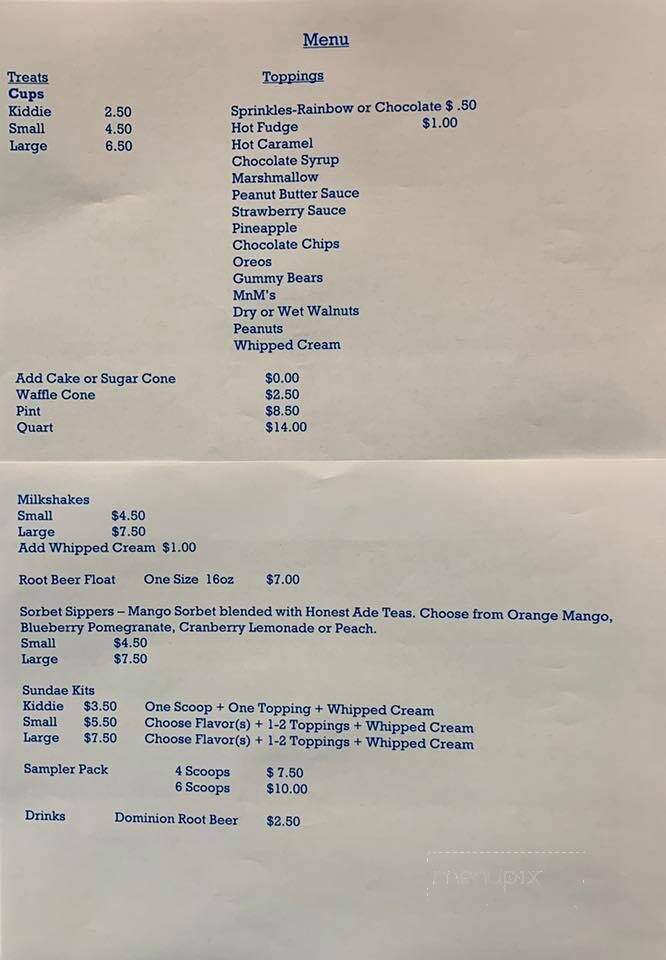 Menu
Treats
Toppings
Cups
Kiddie 2.50
Small 4.50
Large 6.50
Sprinkles-Rainbow or Chocolate $ .50
Hot Fudge $1.00
Hot Caramel
Chocolate Syrup
Marshmallow
Peanut Butter Sauce
Strawberry Sauce
Pineapple
Chocolate Chips
Oreos
Gummy Bears
MnM's
Dry or Wet Walnuts
Peanuts
Whipped Cream
Add Cake or Sugar Cone $0.00
Waffle Cone $2.50
Pint $8.50
Quart $14.00
Milkshakes
Small $4.50
Large $7.50
Add Whipped Cream $1.00
Root Beer Float One Size 16oz $7.00
Sorbet Sippers – Mango Sorbet blended with Honest Ade Teas. Choose from Orange Mango,
Blueberry Pomegranate, Cranberry Lemonade or Peach.
Small $4.50
Large $7.50
Sundae Kits
Kiddie $3.50 One Scoop + One Topping + Whipped Cream
Small $5.50 Choose Flavor(s) + 1-2 Toppings + Whipped Cream
Large $7.50 Choose Flavor(s) + 1-2 Toppings + Whipped Cream
Sampler Pack 4 Scoops $ 7.50
6 Scoops $10.00
Drinks Dominion Root Beer $2.50
menupix